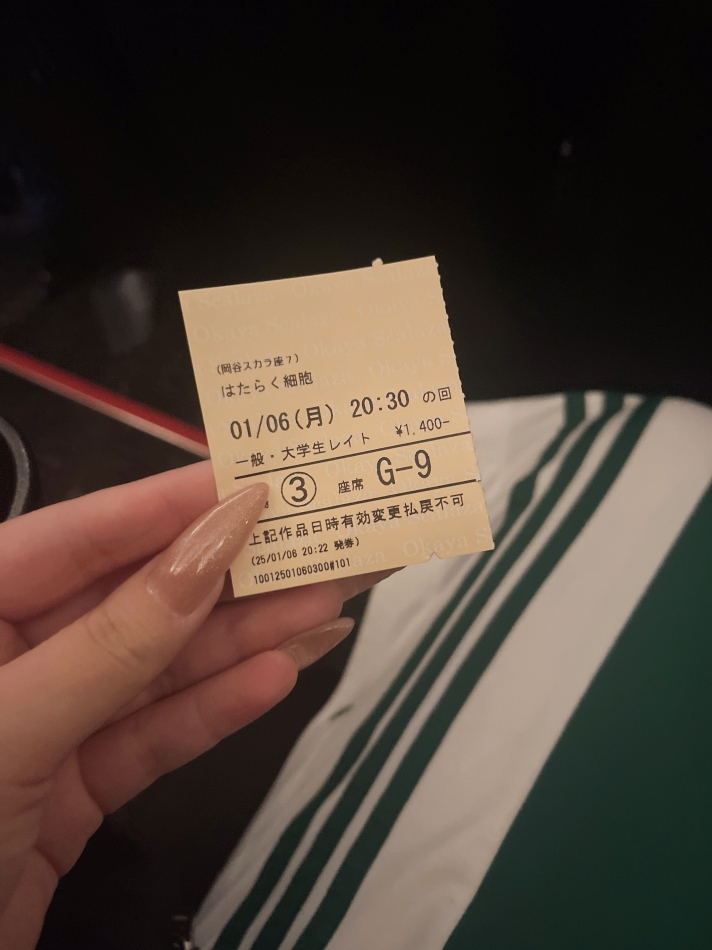 (岡谷スカラ座7)
はたらく細胞
01/06(月) 20:30 の回
一般・大学生レイト ¥1,400-
③ 座席 G-9
上記作品日時有効変更払戻不可
(25/01/06 20:22 発券)
10012501060300#101